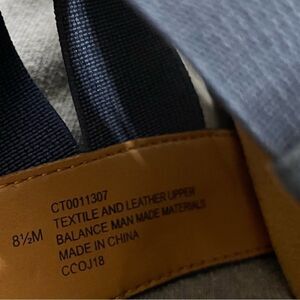 CT0011307
TEXTILE AND LEATHER UPPER
8½M
BALANCE MAN MADE MATERIALS
MADE IN CHINA
CCOJ18